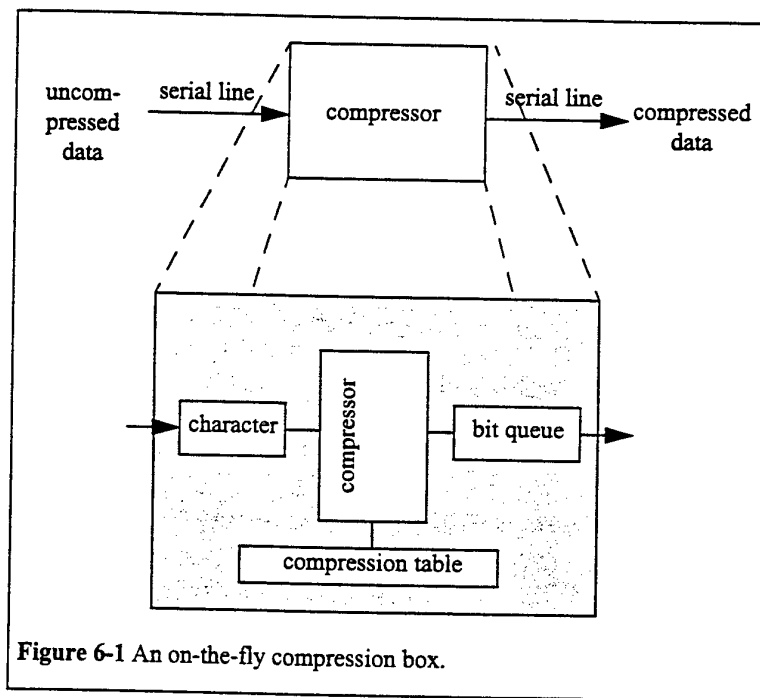 uncom-
pressed
data
serial line
compressor
serial line
compressed
data
character
compressor
bit queue
compression table
Figure 6-1 An on-the-fly compression box.